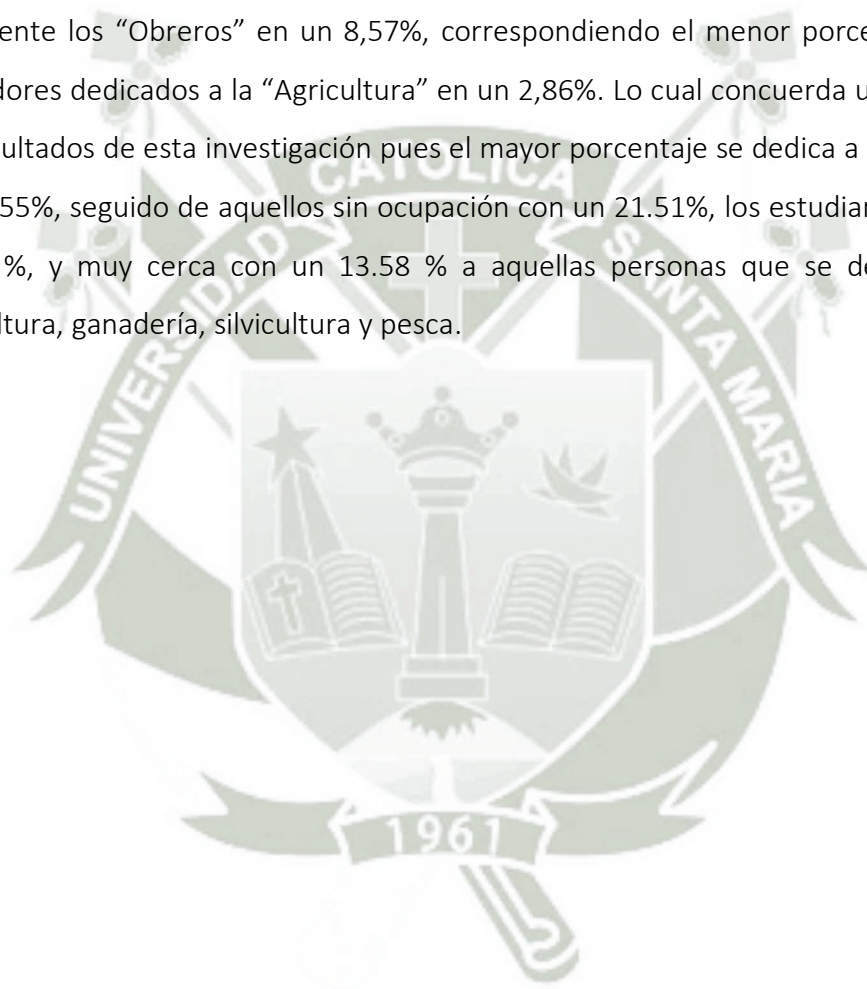 ente los “Obreros” en un 8,57%, correspondiendo el menor porce
dores dedicados a la “Agricultura” en un 2,86%. Lo cual concuerda u
ultados de esta investigación pues el mayor porcentaje se dedica a
55%, seguido de aquellos sin ocupación con un 21.51%, los estudia
%, y muy cerca con un 13.58 % a aquellas personas que se de
ltura, ganadería, silvicultura y pesca.
UNIVERSIDAD CATOLICA SANTA MARIA
1961